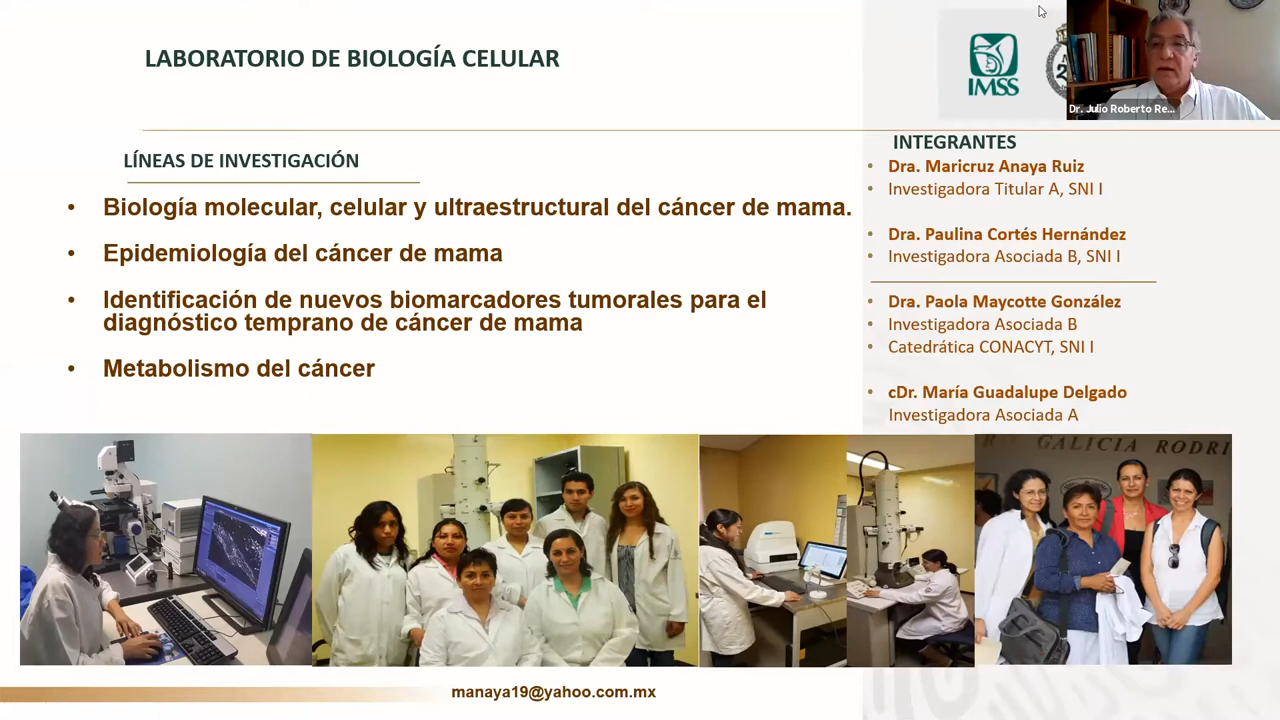 LABORATORIO DE BIOLOGÍA CELULAR
IMSS
Dr. Julio Roberto Re...
LÍNEAS DE INVESTIGACIÓN
• Biología molecular, celular y ultraestructural del cáncer de mama.
• Epidemiología del cáncer de mama
• Identificación de nuevos biomarcadores tumorales para el
diagnóstico temprano de cáncer de mama
• Metabolismo del cáncer
INTEGRANTES
• Dra. Maricruz Anaya Ruiz
• Investigadora Titular A, SNI I
• Dra. Paulina Cortés Hernández
• Investigadora Asociada B, SNI I
• Dra. Paola Maycotte González
• Investigadora Asociada B
• Catedrática CONACYT, SNI I
• cDr. María Guadalupe Delgado
Investigadora Asociada A
GALICIA RODRI
manaya19@yahoo.com.mx